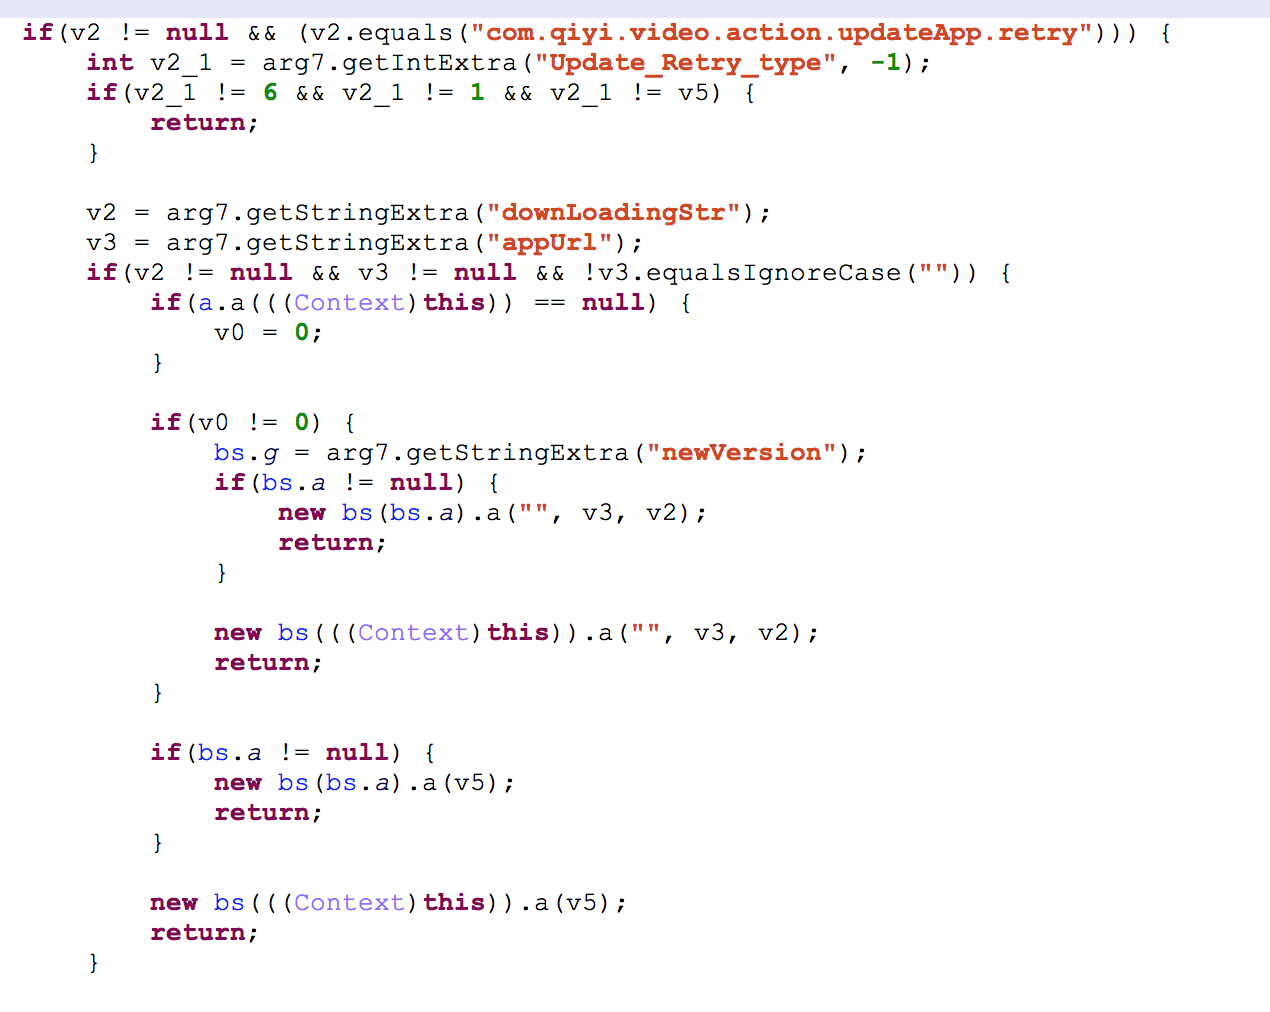 if(v2 != null && (v2.equals("com.qiyi.video.action.updateApp.retry"))) {
    int v2_1 = arg7.getIntExtra("Update_Retry_type", -1);
    if(v2_1 != 6 && v2_1 != 1 && v2_1 != v5) {
        return;
    }

    v2 = arg7.getStringExtra("downLoadingStr");
    v3 = arg7.getStringExtra("appUrl");
    if(v2 != null && v3 != null && !v3.equalsIgnoreCase("")) {
        if(a.a(((Context)this)) == null) {
            v0 = 0;
        }

        if(v0 != 0) {
            bs.g = arg7.getStringExtra("newVersion");
            if(bs.a != null) {
                new bs(bs.a).a("", v3, v2);
                return;
            }

            new bs(((Context)this)).a("", v3, v2);
            return;
        }

        if(bs.a != null) {
            new bs(bs.a).a(v5);
            return;
        }

        new bs(((Context)this)).a(v5);
        return;
    }